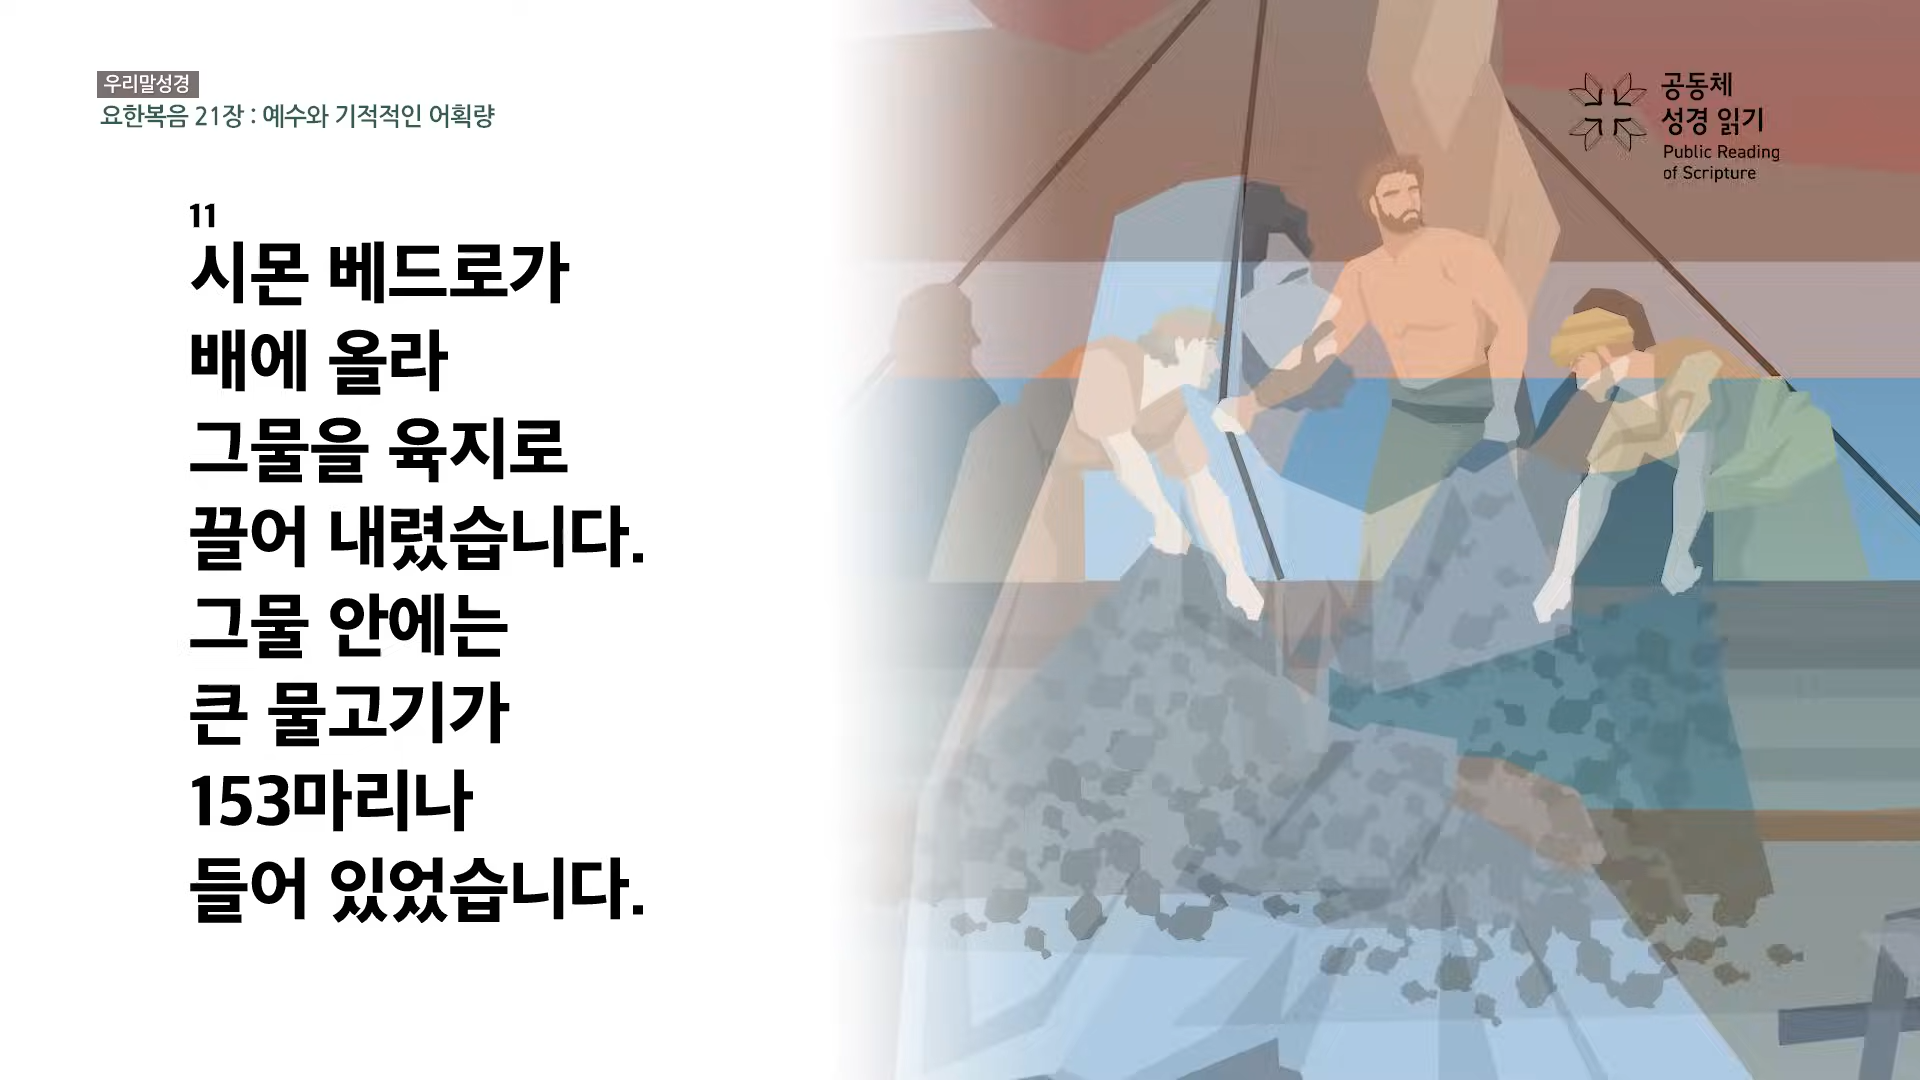 우리말성경
요한복음 21장 : 예수와 기적적인 어획량
공동체
성경 읽기
Public Reading
of Scripture
11
시몬 베드로가
배에 올라
그물을 육지로
끌어 내렸습니다.
그물 안에는
큰 물고기가
153마리나
들어 있었습니다.